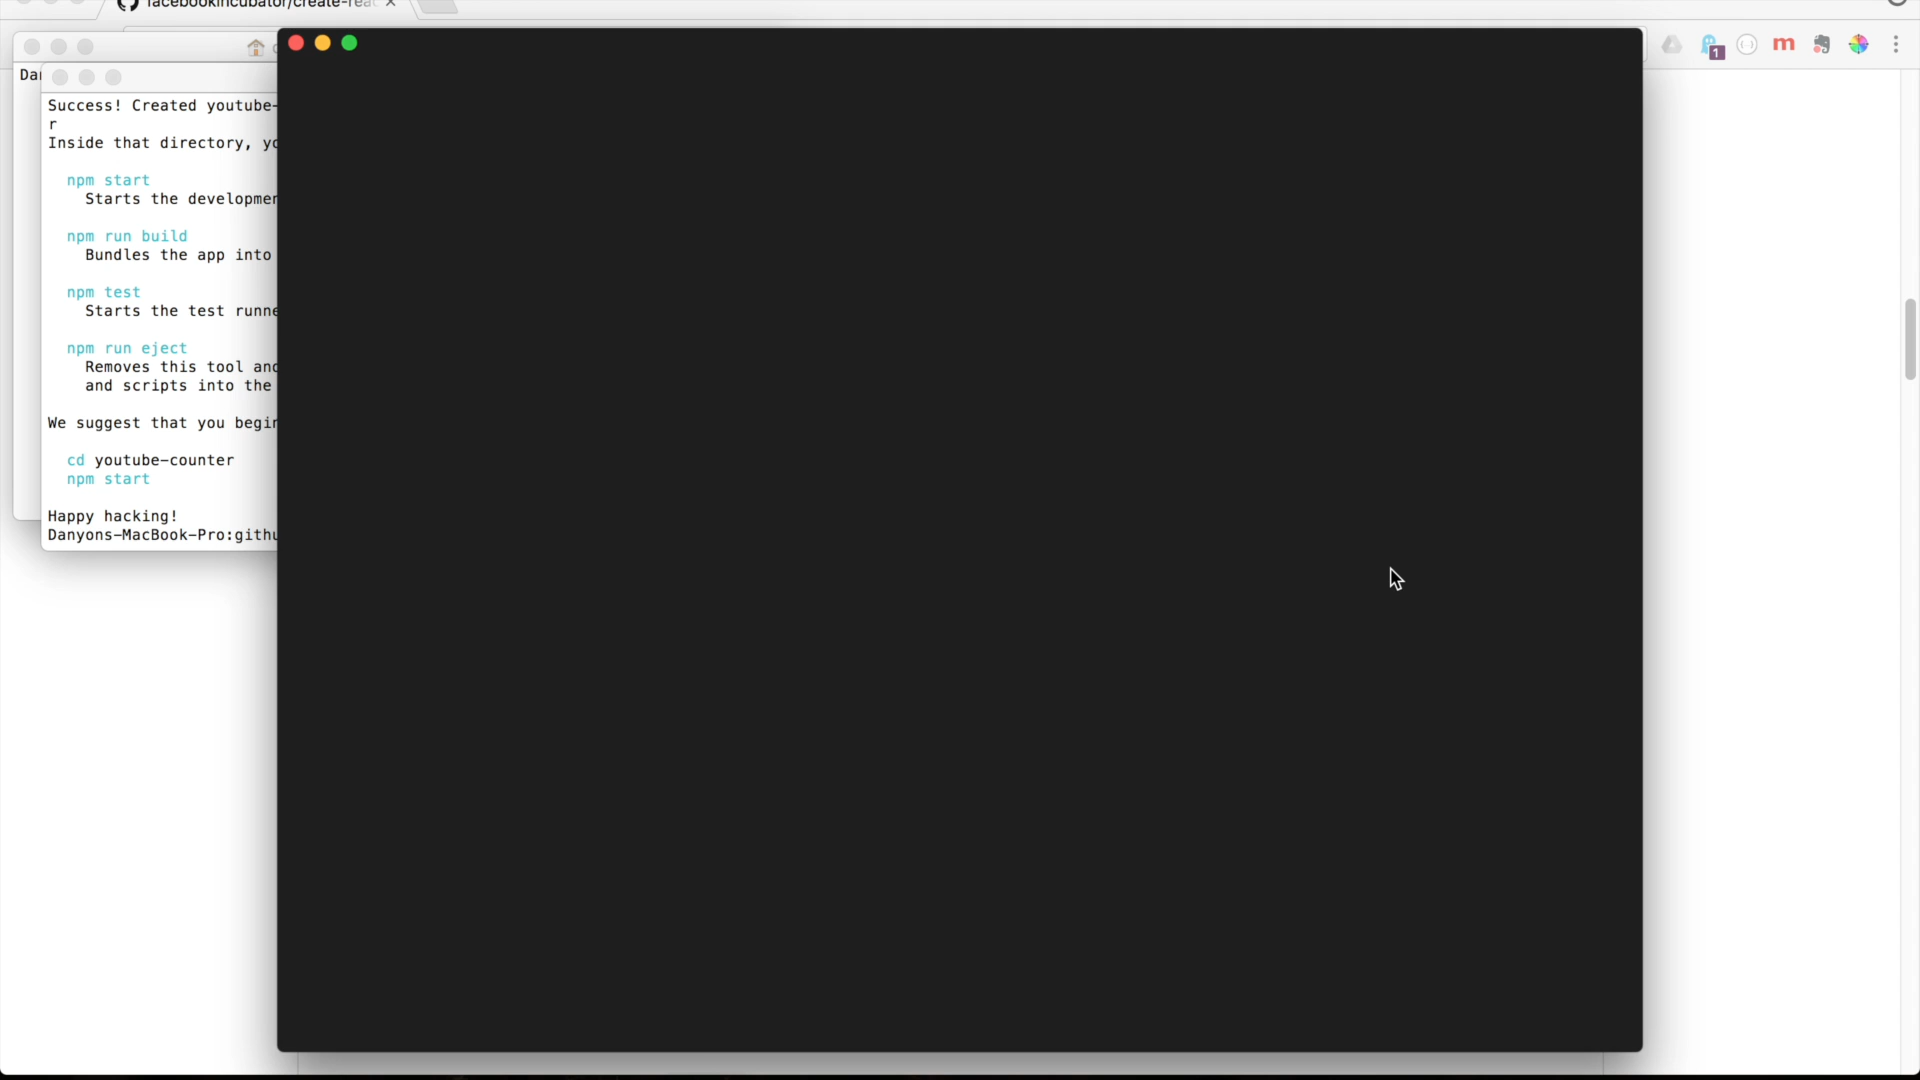 facebookincubator/create-reac
1
m
Success! Created youtube-
r
Inside that directory, yo
npm start
Starts the developmen
npm run build
Bundles the app into
npm test
Starts the test runne
npm run eject
Removes this tool and
and scripts into the
We suggest that you begin
cd youtube-counter
npm start
Happy hacking!
Danyons-MacBook-Pro:githu